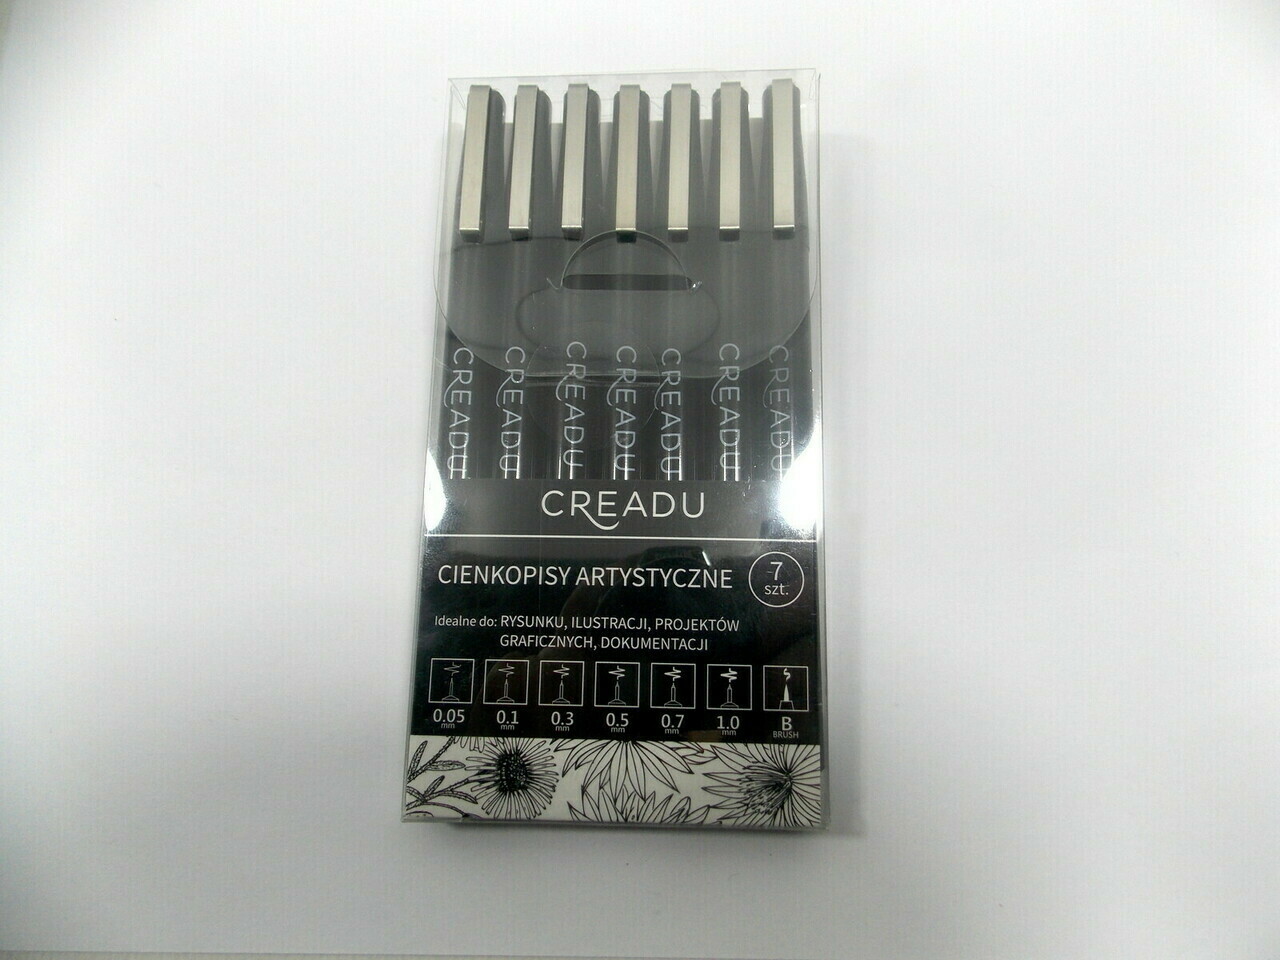 CREADU CREADU CREADU CREADU CREADU CREADU CREADU
CREADU
CIENKOPISY ARTYSTYCZNE
7
szt.
Idealne do: RYSUNKU, ILUSTRACJI, PROJEKTÓW
GRAFICZNYCH, DOKUMENTACJI
0.05 0.1 0.3 0.5 0.7 1.0 B
mm mm mm mm mm mm BRUSH